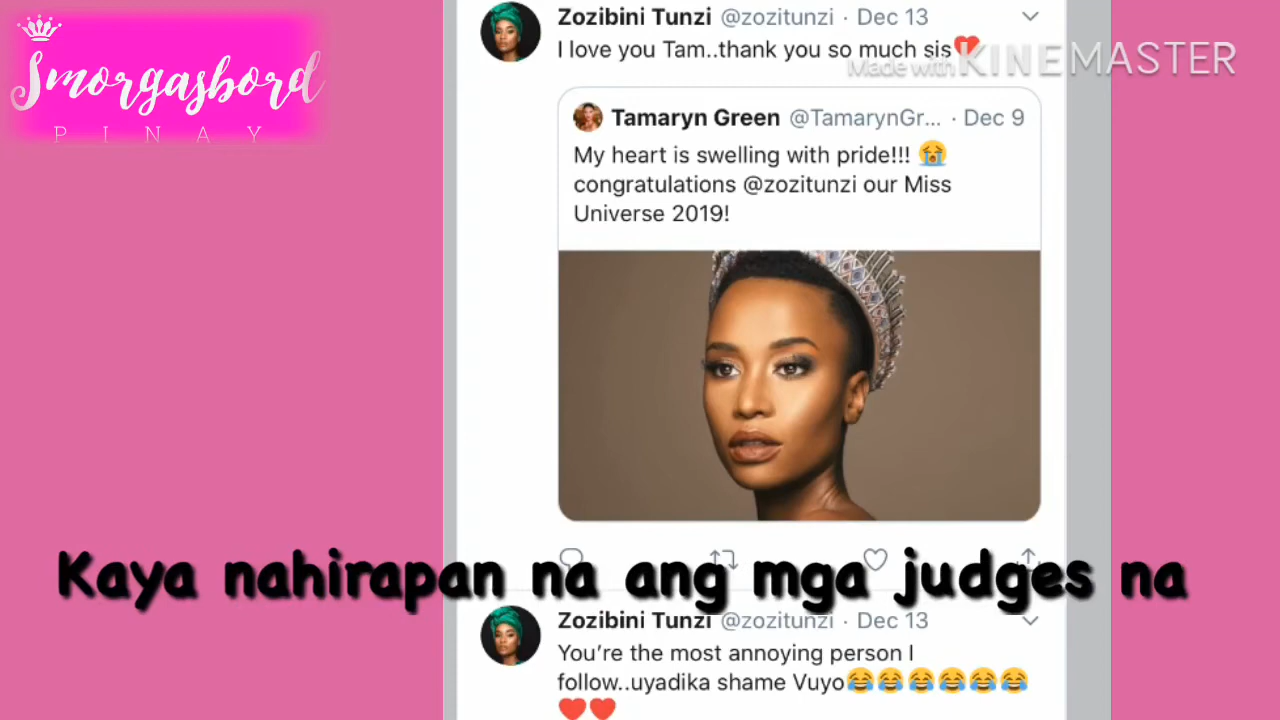 Smorgasbord
PINAY
Zozibini Tunzi @zozitunzi · Dec 13
I love you Tam..thank you so much sis❤️
Made with KINEMASTER
Tamaryn Green @TamarynGr... · Dec 9
My heart is swelling with pride!!! 😭
congratulations @zozitunzi our Miss
Universe 2019!
Kaya nahirapan na ang mga judges na
Zozibini Tunzi @zozitunzi · Dec 13
You’re the most annoying person I
follow..uyadika shame Vuyo😂😂😂😂😂😂
❤️❤️